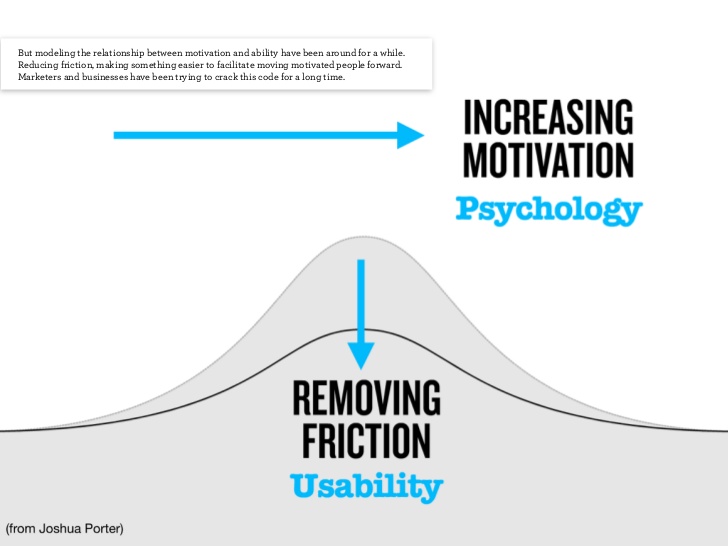 But modeling the relationship between motivation and ability have been around for a while.
Reducing friction, making something easier to facilitate moving motivated people forward.
Marketers and businesses have been trying to crack this code for a long time.
INCREASING
MOTIVATION
Psychology
REMOVING
FRICTION
Usability
(from Joshua Porter)